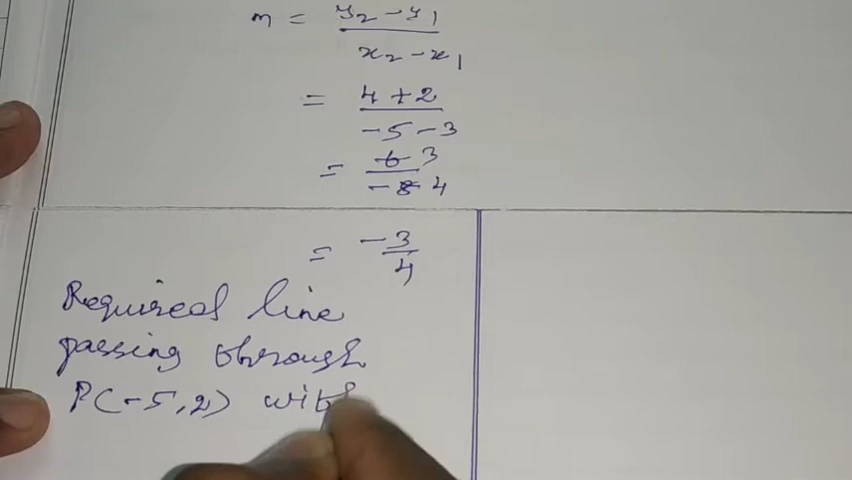 m = y₂ - y₁ / x₂ - x₁
= 4 + 2 / -5 - 3
= 6 3 / -8 4
= -3 / 4
Required line
passing through
P(-5, 2) with